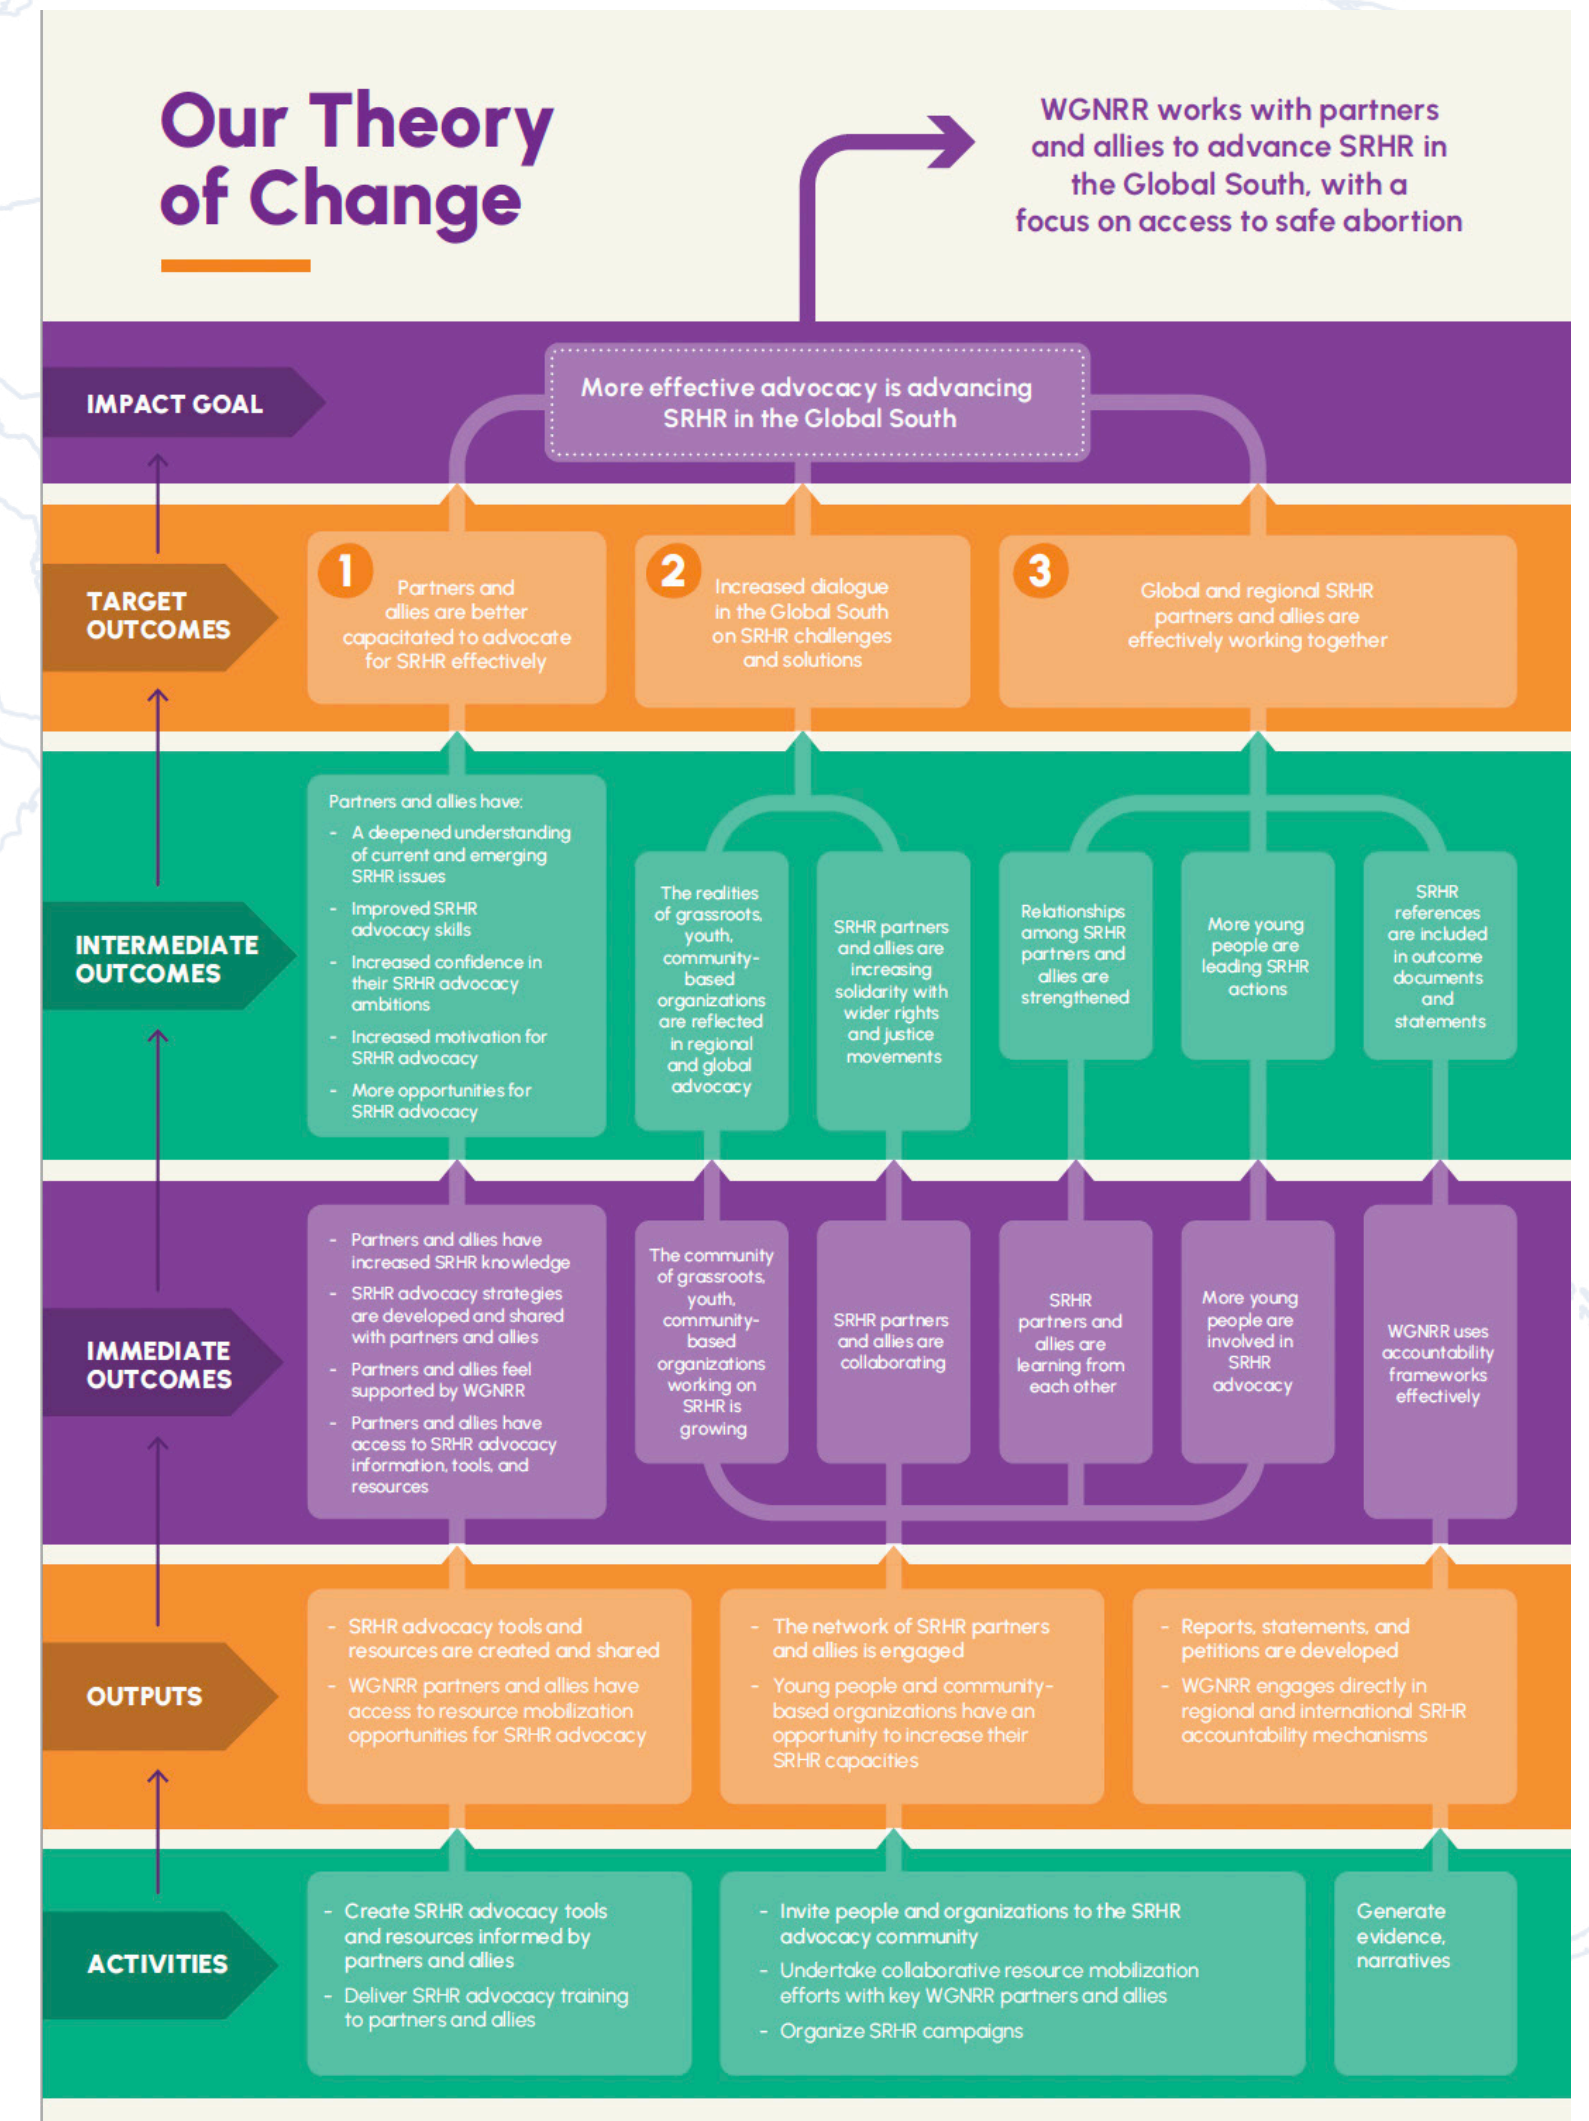 Our Theory
of Change
WGNRR works with partners
and allies to advance SRHR in
the Global South, with a
focus on access to safe abortion
IMPACT GOAL
More effective advocacy is advancing
SRHR in the Global South
TARGET
OUTCOMES
1
Partners and
allies are better
capacitated to advocate
for SRHR effectively
2
Increased dialogue
in the Global South
on SRHR challenges
and solutions
3
Global and regional SRHR
partners and allies are
effectively working together
INTERMEDIATE
OUTCOMES
Partners and allies have:
- A deepened understanding
of current and emerging
SRHR issues
- Improved SRHR
advocacy skills
- Increased confidence in
their SRHR advocacy
ambitions
- Increased motivation for
SRHR advocacy
- More opportunities for
SRHR advocacy
The realities
of grassroots,
youth,
community-
based
organizations
are reflected
in regional
and global
advocacy
SRHR partners
and allies are
increasing
solidarity with
wider rights
and justice
movements
Relationships
among SRHR
partners and
allies are
strengthened
More young
people are
leading SRHR
actions
SRHR
references
are included
in outcome
documents
and
statements
IMMEDIATE
OUTCOMES
- Partners and allies have
increased SRHR knowledge
- SRHR advocacy strategies
are developed and shared
with partners and allies
- Partners and allies feel
supported by WGNRR
- Partners and allies have
access to SRHR advocacy
information, tools, and
resources
The community
of grassroots,
youth,
community-
based
organizations
working on
SRHR is
growing
SRHR partners
and allies are
collaborating
SRHR
partners and
allies are
learning from
each other
More young
people are
involved in
SRHR
advocacy
WGNRR uses
accountability
frameworks
effectively
OUTPUTS
- SRHR advocacy tools and
resources are created and shared
- WGNRR partners and allies have
access to resource mobilization
opportunities for SRHR advocacy
- The network of SRHR partners
and allies is engaged
- Young people and community-
based organizations have an
opportunity to increase their
SRHR capacities
- Reports, statements, and
petitions are developed
- WGNRR engages directly in
regional and international SRHR
accountability mechanisms
ACTIVITIES
- Create SRHR advocacy tools
and resources informed by
partners and allies
- Deliver SRHR advocacy training
to partners and allies
- Invite people and organizations to the SRHR
advocacy community
- Undertake collaborative resource mobilization
efforts with key WGNRR partners and allies
- Organize SRHR campaigns
Generate
evidence,
narratives